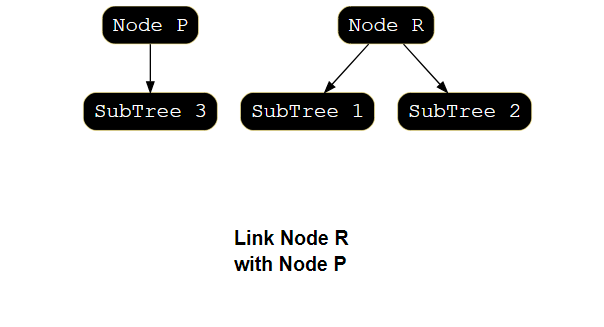 Node P
Node R
SubTree 3
SubTree 1
SubTree 2
Link Node R
with Node P